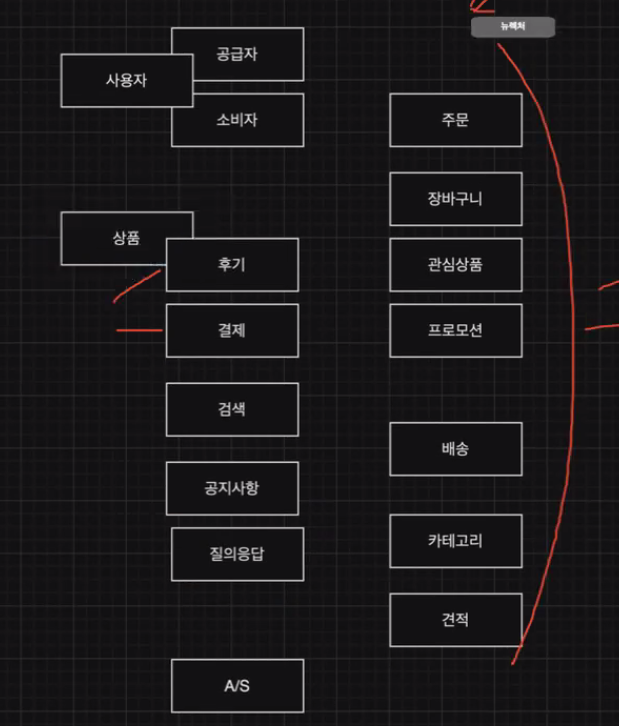 뉴렉처
공급자
사용자
소비자
주문
장바구니
상품
후기
관심상품
결제
프로모션
검색
배송
공지사항
카테고리
질의응답
견적
A/S